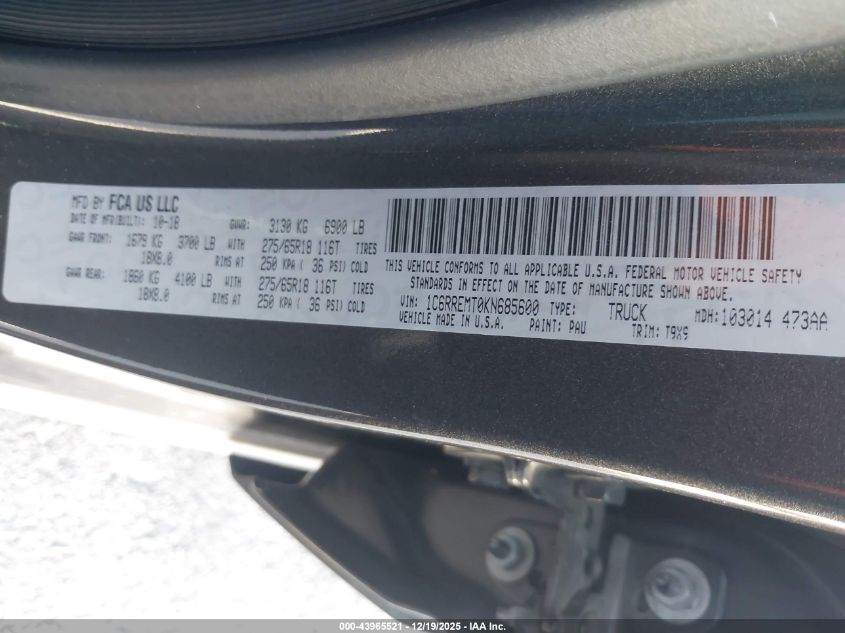 MFD BY FCA US LLC
DATE OF MFR(BUILT): 10-18 GVWR: 3130 KG 6900 LB
GAWR FRONT: 1679 KG 3700 LB WITH 275/65R18 116T TIRES
18X8.0 RIMS AT 250 KPA ( 36 PSI) COLD
GAWR REAR: 1860 KG 4100 LB WITH 275/65R18 116T TIRES
18X8.0 RIMS AT 250 KPA ( 36 PSI) COLD
THIS VEHICLE CONFORMS TO ALL APPLICABLE U.S.A. FEDERAL MOTOR VEHICLE SAFETY
STANDARDS IN EFFECT ON THE DATE OF MANUFACTURE SHOWN ABOVE.
VIN: 1C6RREMT0KN685600 TYPE: TRUCK MDH: 103014 473AA
VEHICLE MADE IN U.S.A. PAINT: PAU TRIM: T9X9
000-43965521 - 12/19/2025 - IAA Inc.